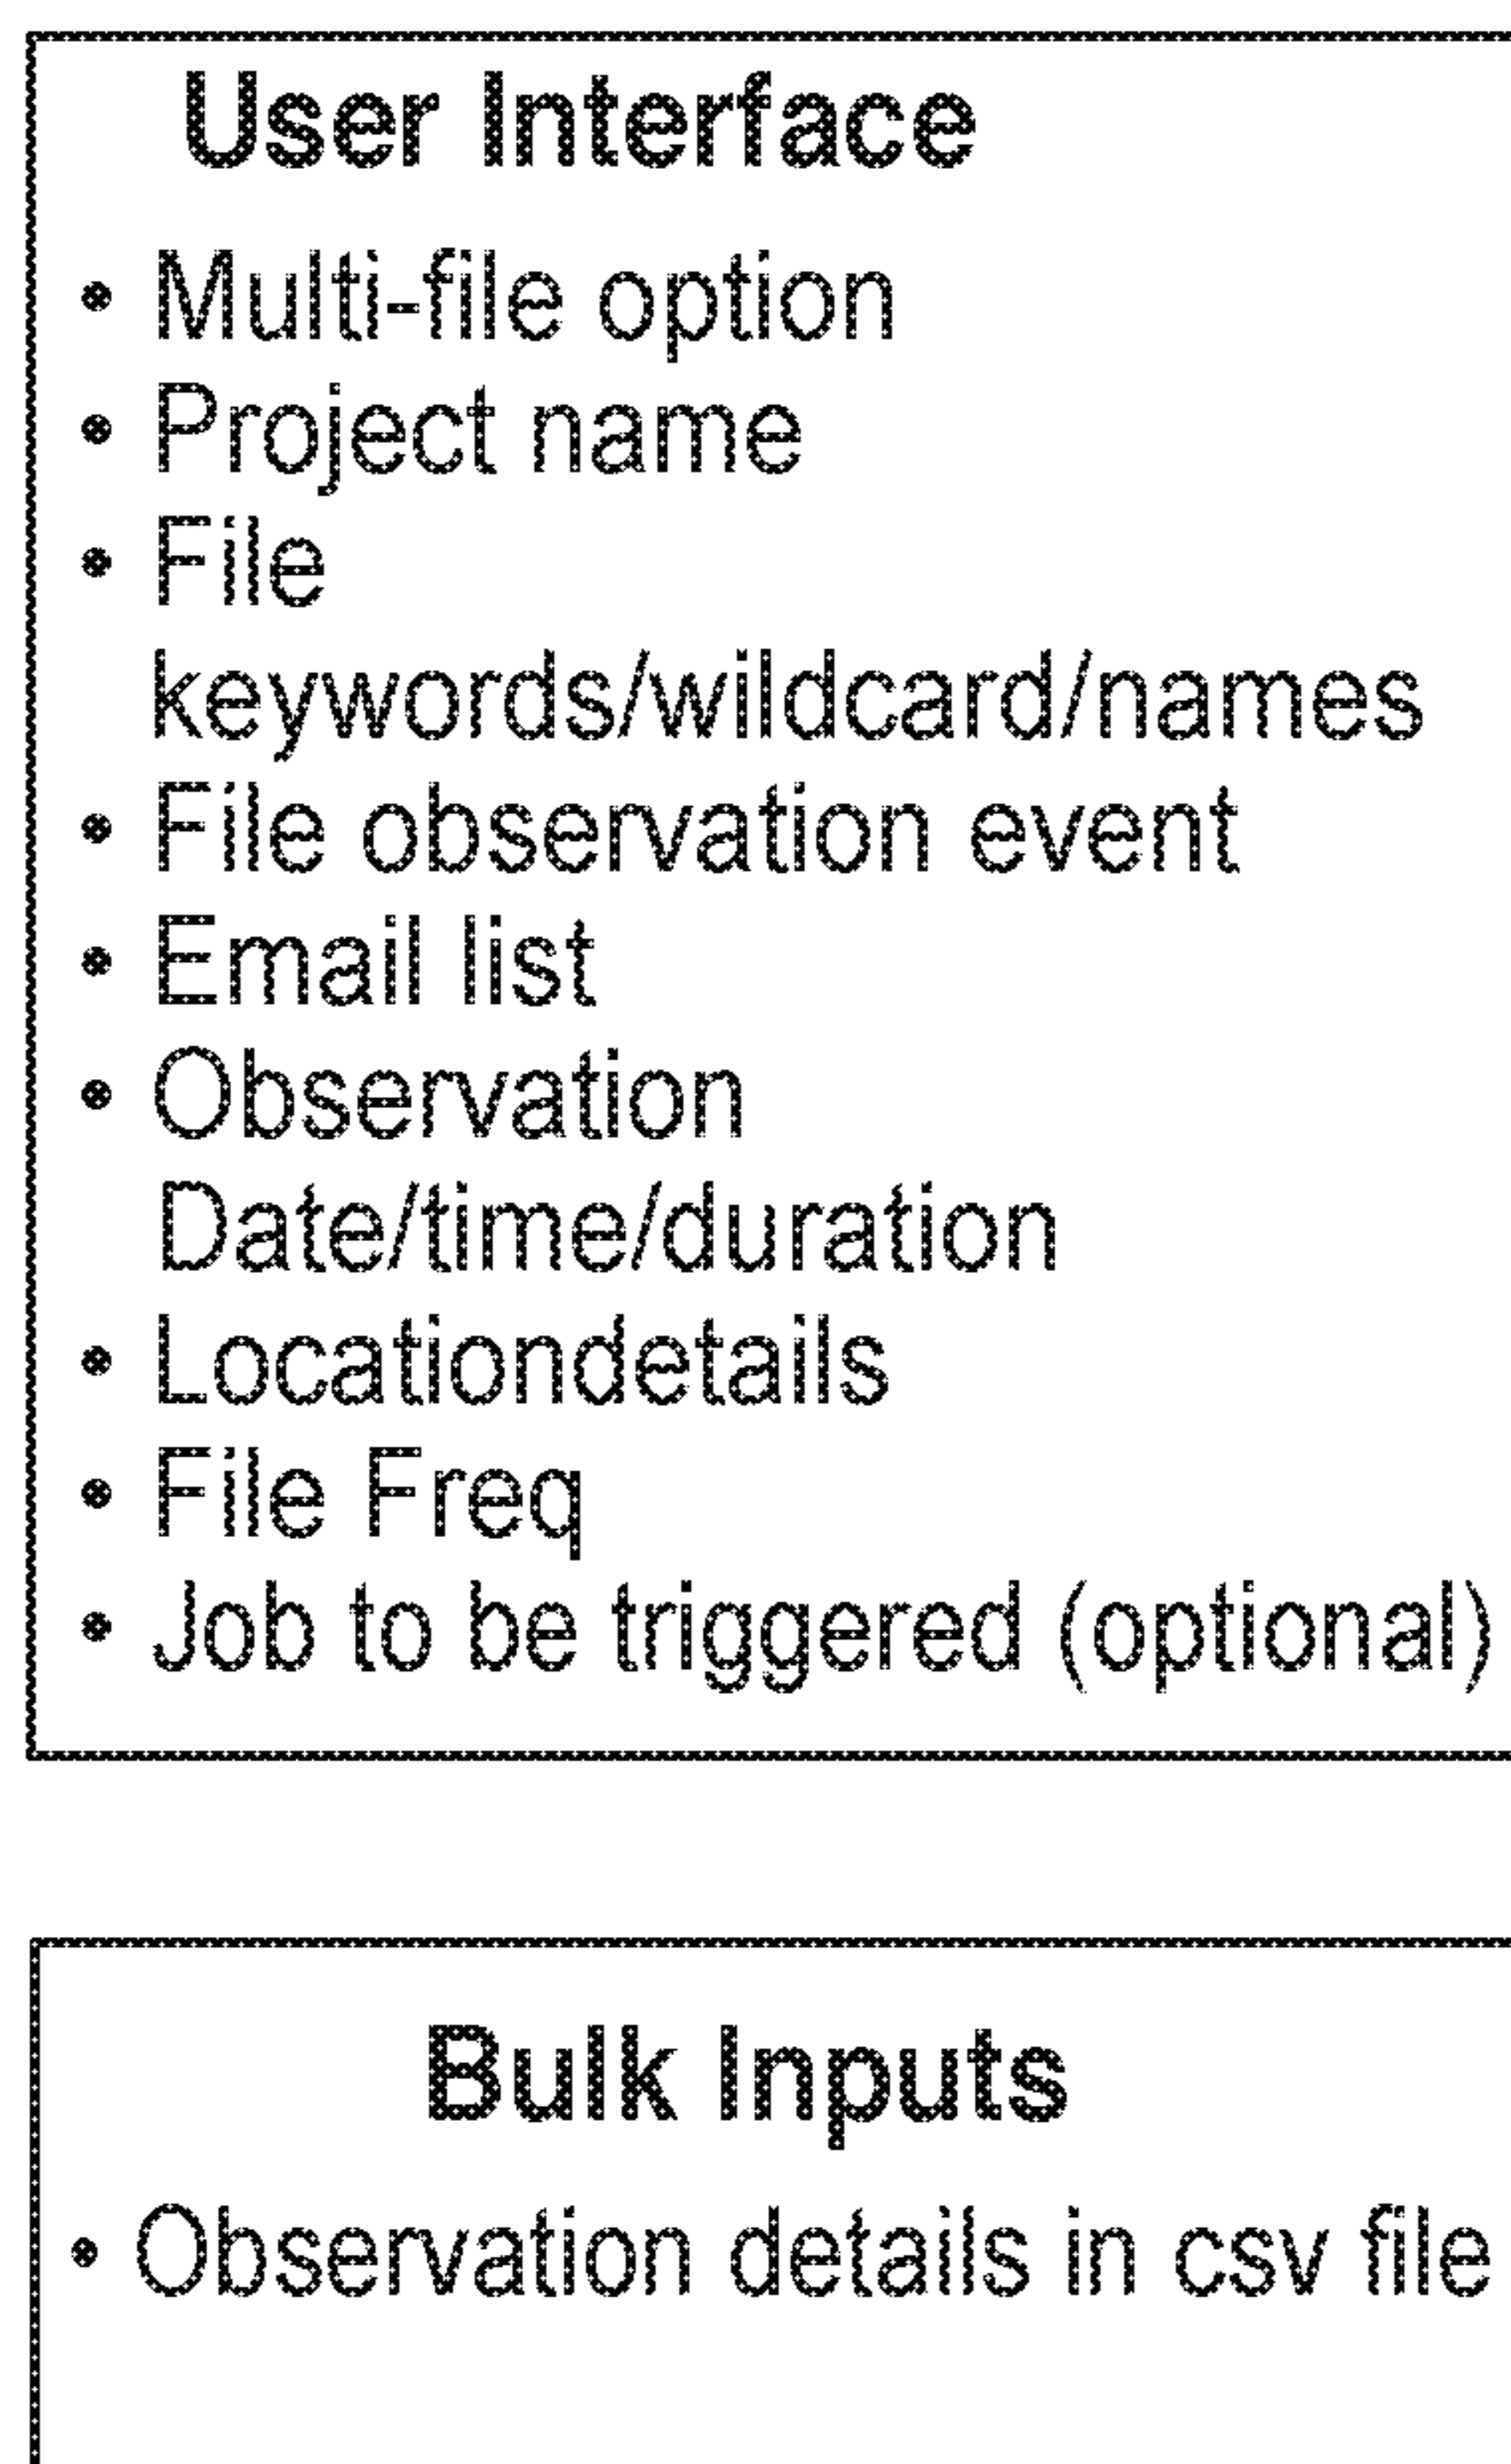 User Interface
• Multi-file option
• Project name
• File
keywords/wildcard/names
• File observation event
• Email list
• Observation
Date/time/duration
• Locationdetails
• File Freq
• Job to be triggered (optional)
Bulk Inputs
• Observation details in csv file